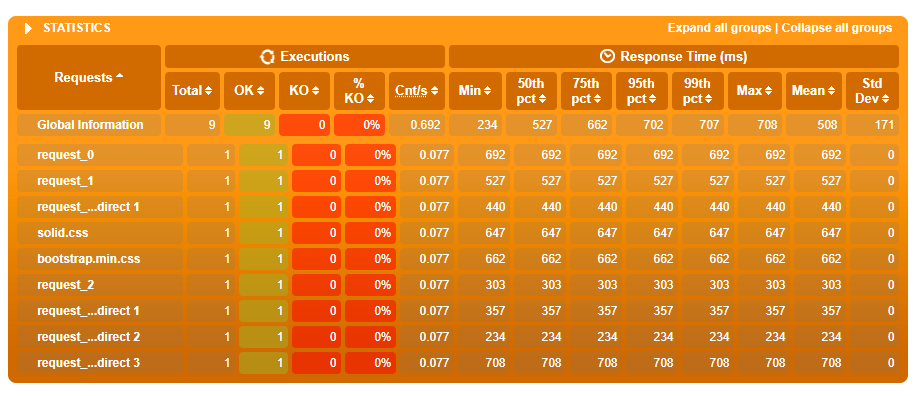 STATISTICS Expand all groups | Collapse all groups
Requests Executions Response Time (ms)
Total OK KO % KO Cnt/s Min 50th pct 75th pct 95th pct 99th pct Max Mean Std Dev
Global Information 9 9 0 0% 0.692 234 527 662 702 707 708 508 171
request_0 1 1 0 0% 0.077 692 692 692 692 692 692 692 0
request_1 1 1 0 0% 0.077 527 527 527 527 527 527 527 0
request_...direct 1 1 1 0 0% 0.077 440 440 440 440 440 440 440 0
solid.css 1 1 0 0% 0.077 647 647 647 647 647 647 647 0
bootstrap.min.css 1 1 0 0% 0.077 662 662 662 662 662 662 662 0
request_2 1 1 0 0% 0.077 303 303 303 303 303 303 303 0
request_...direct 1 1 1 0 0% 0.077 357 357 357 357 357 357 357 0
request_...direct 2 1 1 0 0% 0.077 234 234 234 234 234 234 234 0
request_...direct 3 1 1 0 0% 0.077 708 708 708 708 708 708 708 0